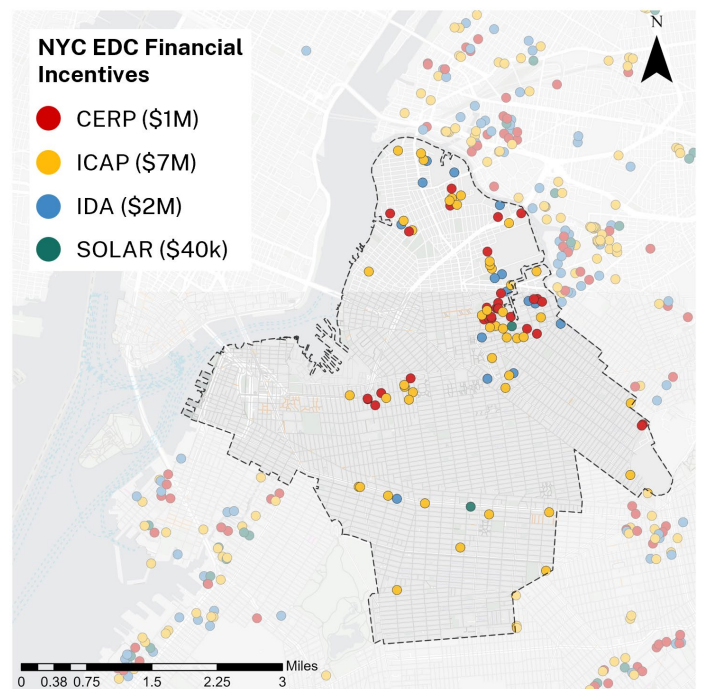 N
NYC EDC Financial
Incentives
CERP ($1M)
ICAP ($7M)
IDA ($2M)
SOLAR ($40k)
Miles
0 0.38 0.75 1.5 2.25 3